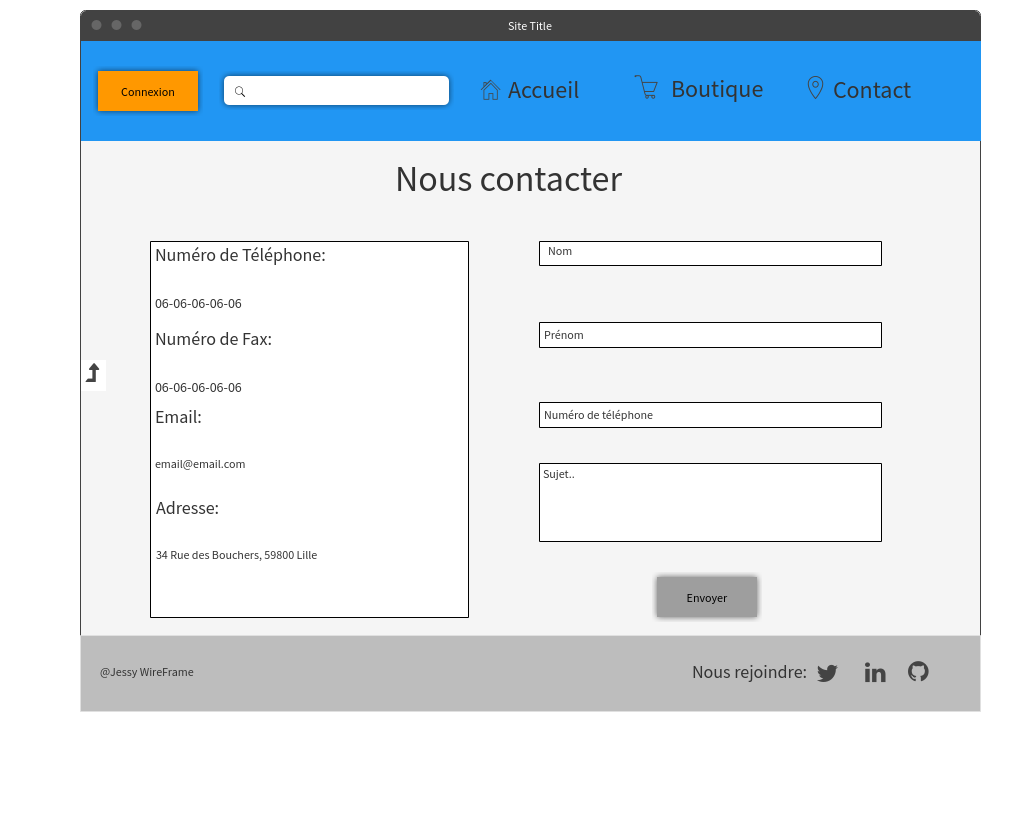 Site Title
Connexion
Accueil
Boutique
Contact
Nous contacter
Numéro de Téléphone:
06-06-06-06-06
Numéro de Fax:
06-06-06-06-06
Email:
email@email.com
Adresse:
34 Rue des Bouchers, 59800 Lille
Nom
Prénom
Numéro de téléphone
Sujet..
Envoyer
@Jessy WireFrame
Nous rejoindre:
in